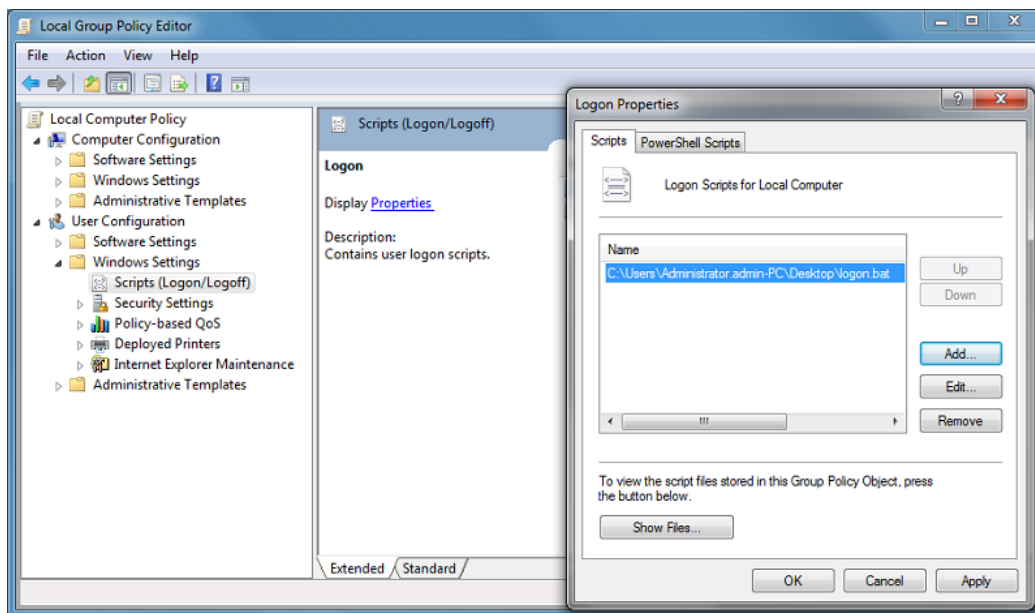 Local Group Policy Editor
File Action View Help
Local Computer Policy
Computer Configuration
Software Settings
Windows Settings
Administrative Templates
User Configuration
Software Settings
Windows Settings
Scripts (Logon/Logoff)
Security Settings
Policy-based QoS
Deployed Printers
Internet Explorer Maintenance
Administrative Templates
Scripts (Logon/Logoff)
Logon
Display Properties
Description:
Contains user logon scripts.
Extended Standard
Logon Properties
Scripts PowerShell Scripts
Logon Scripts for Local Computer
Name
C:\Users\Administrator.admin-PC\Desktop\logon.bat
Up
Down
Add...
Edit...
Remove
To view the script files stored in this Group Policy Object, press
the button below.
Show Files...
OK Cancel Apply